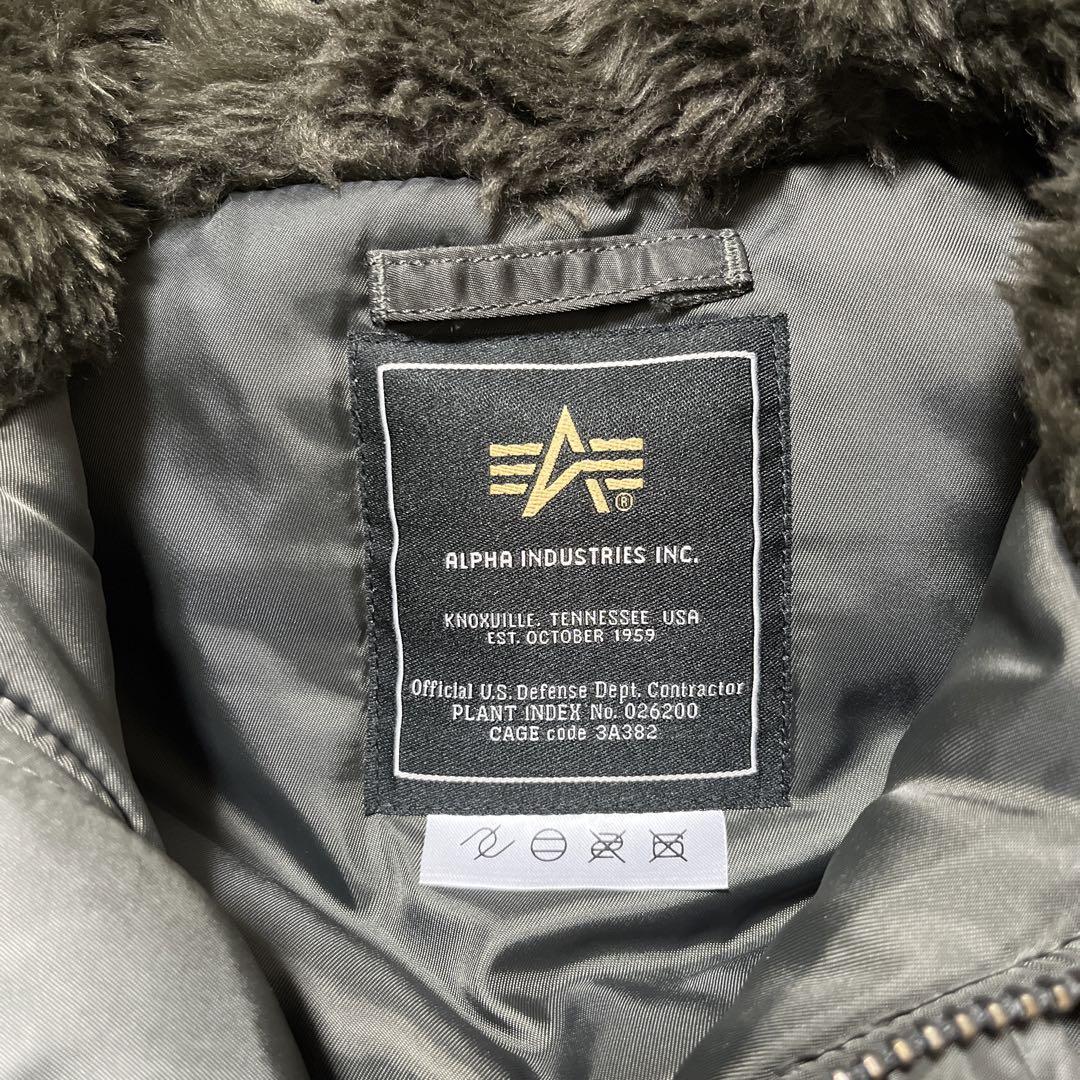 ®
ALPHA INDUSTRIES INC.
KNOXVILLE, TENNESSEE USA
EST. OCTOBER 1959
Official U.S. Defense Dept. Contractor
PLANT INDEX No. 026200
CAGE code 3A382